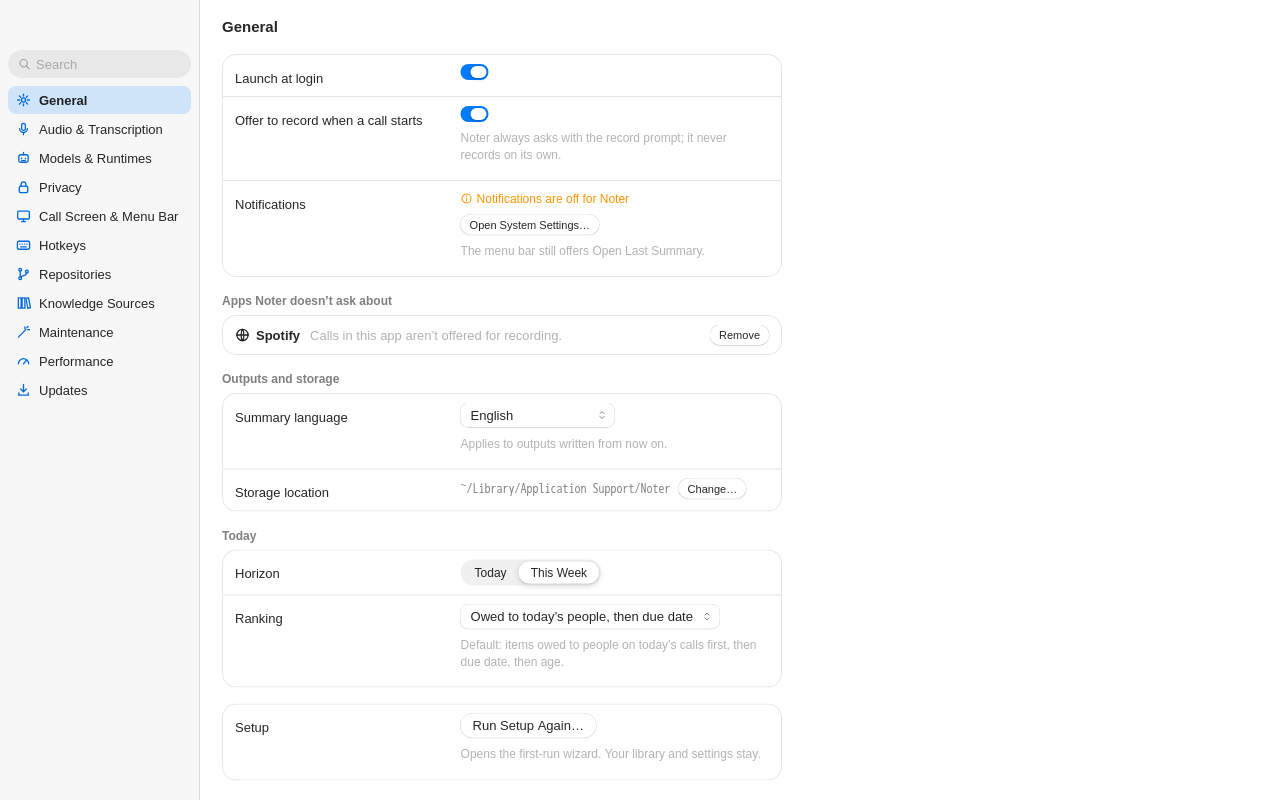 General
Search
General
Audio & Transcription
Models & Runtimes
Privacy
Call Screen & Menu Bar
Hotkeys
Repositories
Knowledge Sources
Maintenance
Performance
Updates
Launch at login
Offer to record when a call starts
Noter always asks with the record prompt; it never
records on its own.
Notifications
Notifications are off for Noter
Open System Settings…
The menu bar still offers Open Last Summary.
Apps Noter doesn’t ask about
Spotify Calls in this app aren’t offered for recording. Remove
Outputs and storage
Summary language English
Applies to outputs written from now on.
Storage location ~/Library/Application Support/Noter Change…
Today
Horizon Today This Week
Ranking Owed to today’s people, then due date
Default: items owed to people on today’s calls first, then
due date, then age.
Setup Run Setup Again…
Opens the first-run wizard. Your library and settings stay.